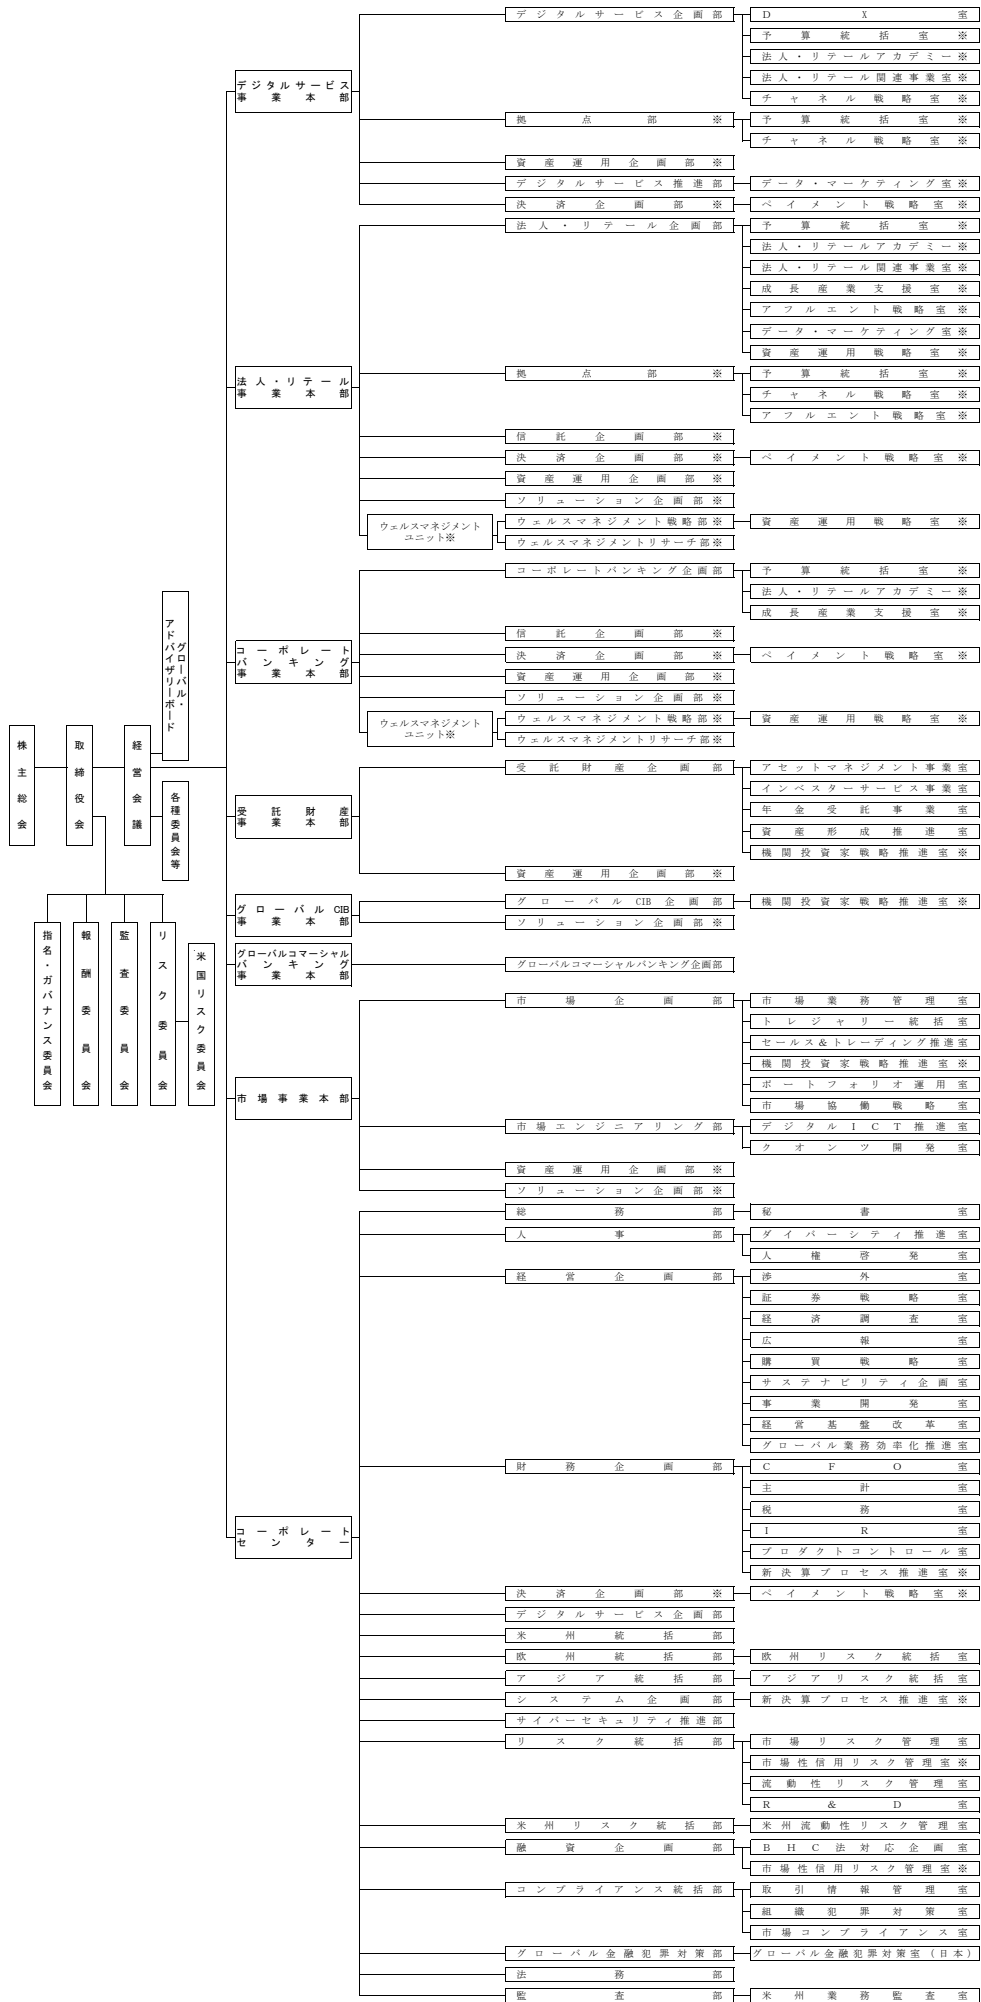 株主総会
取締役会
経営会議
グローバル・
アドバイザリーボード
各種委員会等
指名・ガバナンス委員会
報酬委員会
監査委員会
リスク委員会
米国リスク委員会
デジタルサービス
事業本部
デジタルサービス企画部
DX室
予算統括室※
法人・リテールアカデミー※
法人・リテール関連事業室※
チャネル戦略室※
拠点部※
予算統括室※
チャネル戦略室※
資産運用企画部※
デジタルサービス推進部
データ・マーケティング室※
決済企画部※
ペイメント戦略室※
法人・リテール
事業本部
法人・リテール企画部
予算統括室※
法人・リテールアカデミー※
法人・リテール関連事業室※
成長産業支援室※
アフルエント戦略室※
データ・マーケティング室※
資産運用戦略室※
拠点部※
予算統括室※
チャネル戦略室※
アフルエント戦略室※
信託企画部※
決済企画部※
ペイメント戦略室※
資産運用企画部※
ソリューション企画部※
ウェルスマネジメント
ユニット※
ウェルスマネジメント戦略部※
資産運用戦略室※
ウェルスマネジメントリサーチ部※
コーポレート
バンキング
事業本部
コーポレートバンキング企画部
予算統括室※
法人・リテールアカデミー※
成長産業支援室※
信託企画部※
決済企画部※
ペイメント戦略室※
資産運用企画部※
ソリューション企画部※
ウェルスマネジメント
ユニット※
ウェルスマネジメント戦略部※
資産運用戦略室※
ウェルスマネジメントリサーチ部※
受託財産
事業本部
受託財産企画部
アセットマネジメント事業室
インベスターサービス事業室
年金受託事業室
資産形成推進室
機関投資家戦略推進室※
資産運用企画部※
グローバルCIB
事業本部
グローバルCIB企画部
機関投資家戦略推進室※
ソリューション企画部※
グローバルコマーシャル
バンキング
事業本部
グローバルコマーシャルバンキング企画部
市場事業本部
市場企画部
市場業務管理室
トレジャリー統括室
セールス&トレーディング推進室
機関投資家戦略推進室※
ポートフォリオ運用室
市場協働戦略室
市場エンジニアリング部
デジタルICT推進室
クオンツ開発室
資産運用企画部※
ソリューション企画部※
コーポレート
センター
総務部
秘書室
人事部
ダイバーシティ推進室
人権啓発室
経営企画部
渉外室
証券戦略室
経済調査室
広報室
購買戦略室
サステナビリティ企画室
事業開発室
経営基盤改革室
グローバル業務効率化推進室
財務企画部
CFO室
主計室
税務室
IR室
プロダクトコントロール室
新決算プロセス推進室※
決済企画部※
ペイメント戦略室※
デジタルサービス企画部
米州統括部
欧州統括部
欧州リスク統括室
アジア統括部
アジアリスク統括室
システム企画部
新決算プロセス推進室※
サイバーセキュリティ推進部
リスク統括部
市場リスク管理室
市場性信用リスク管理室※
流動性リスク管理室
R&D室
米州リスク統括部
米州流動性リスク管理室
融資企画部
BHC法対応企画室
市場性信用リスク管理室※
コンプライアンス統括部
取引情報管理室
組織犯罪対策室
市場コンプライアンス室
グローバル金融犯罪対策部
グローバル金融犯罪対策室(日本)
法務部
監査部
米州業務監査室